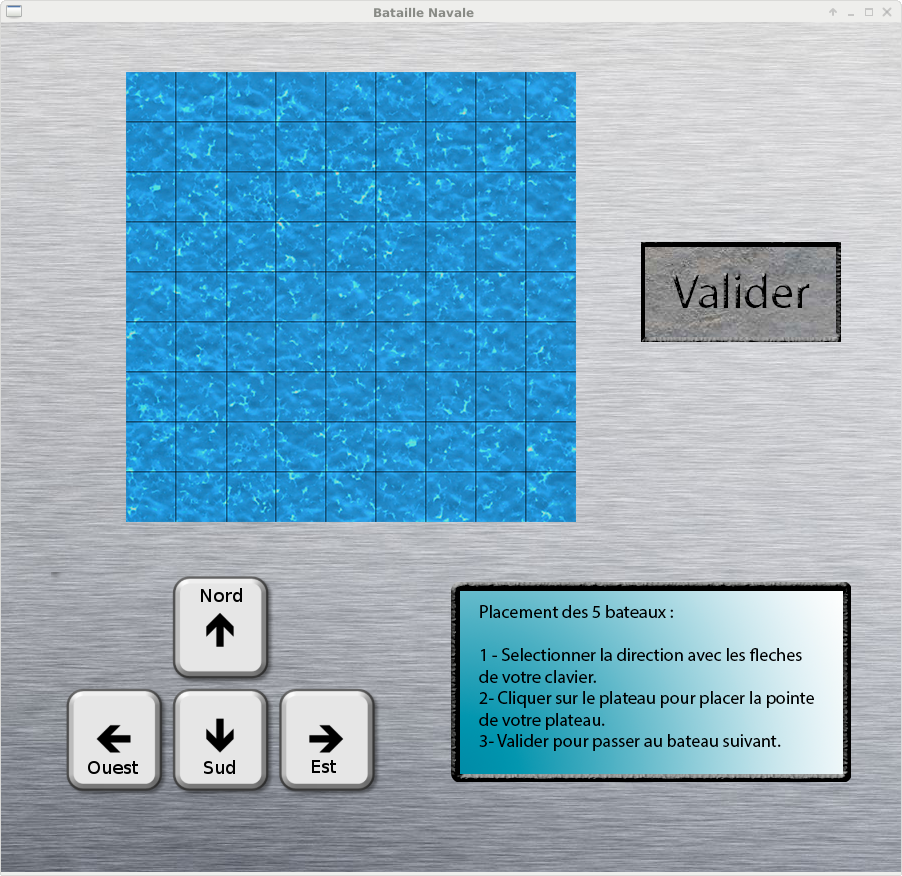 Bataille Navale
Valider
Nord
Ouest
Sud
Est
Placement des 5 bateaux :
1 - Selectionner la direction avec les fleches
de votre clavier.
2- Cliquer sur le plateau pour placer la pointe
de votre plateau.
3- Valider pour passer au bateau suivant.